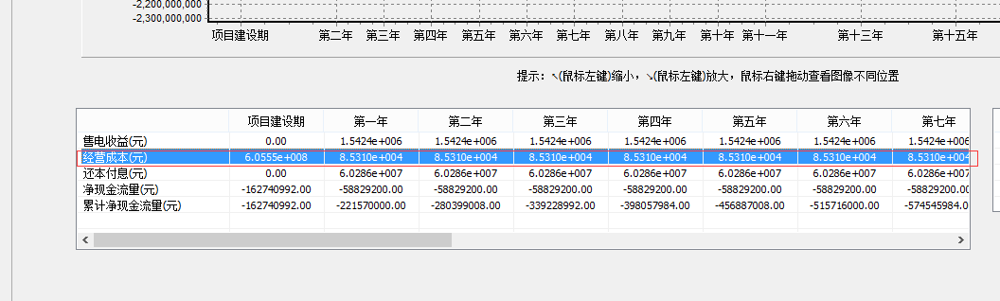 -2,200,000,000
-2,300,000,000
项目建设期 第二年 第三年 第四年 第五年 第六年 第七年 第八年 第九年 第十年 第十一年 第十三年 第十五年
提示：↖(鼠标左键)缩小，↘(鼠标左键)放大，鼠标右键拖动查看图像不同位置
项目建设期 第一年 第二年 第三年 第四年 第五年 第六年 第七年
售电收益(元) 0.00 1.5424e+006 1.5424e+006 1.5424e+006 1.5424e+006 1.5424e+006 1.5424e+006 1.5424e+006
经营成本(元) 6.0555e+008 8.5310e+004 8.5310e+004 8.5310e+004 8.5310e+004 8.5310e+004 8.5310e+004 8.5310e+004
还本付息(元) 0.00 6.0286e+007 6.0286e+007 6.0286e+007 6.0286e+007 6.0286e+007 6.0286e+007 6.0286e+007
净现金流量(元) -162740992.00 -58829200.00 -58829200.00 -58829200.00 -58829200.00 -58829200.00 -58829200.00 -58829200.0
累计净现金流量(元) -162740992.00 -221570000.00 -280399008.00 -339228992.00 -398057984.00 -456887008.00 -515716000.00 -574545984.0